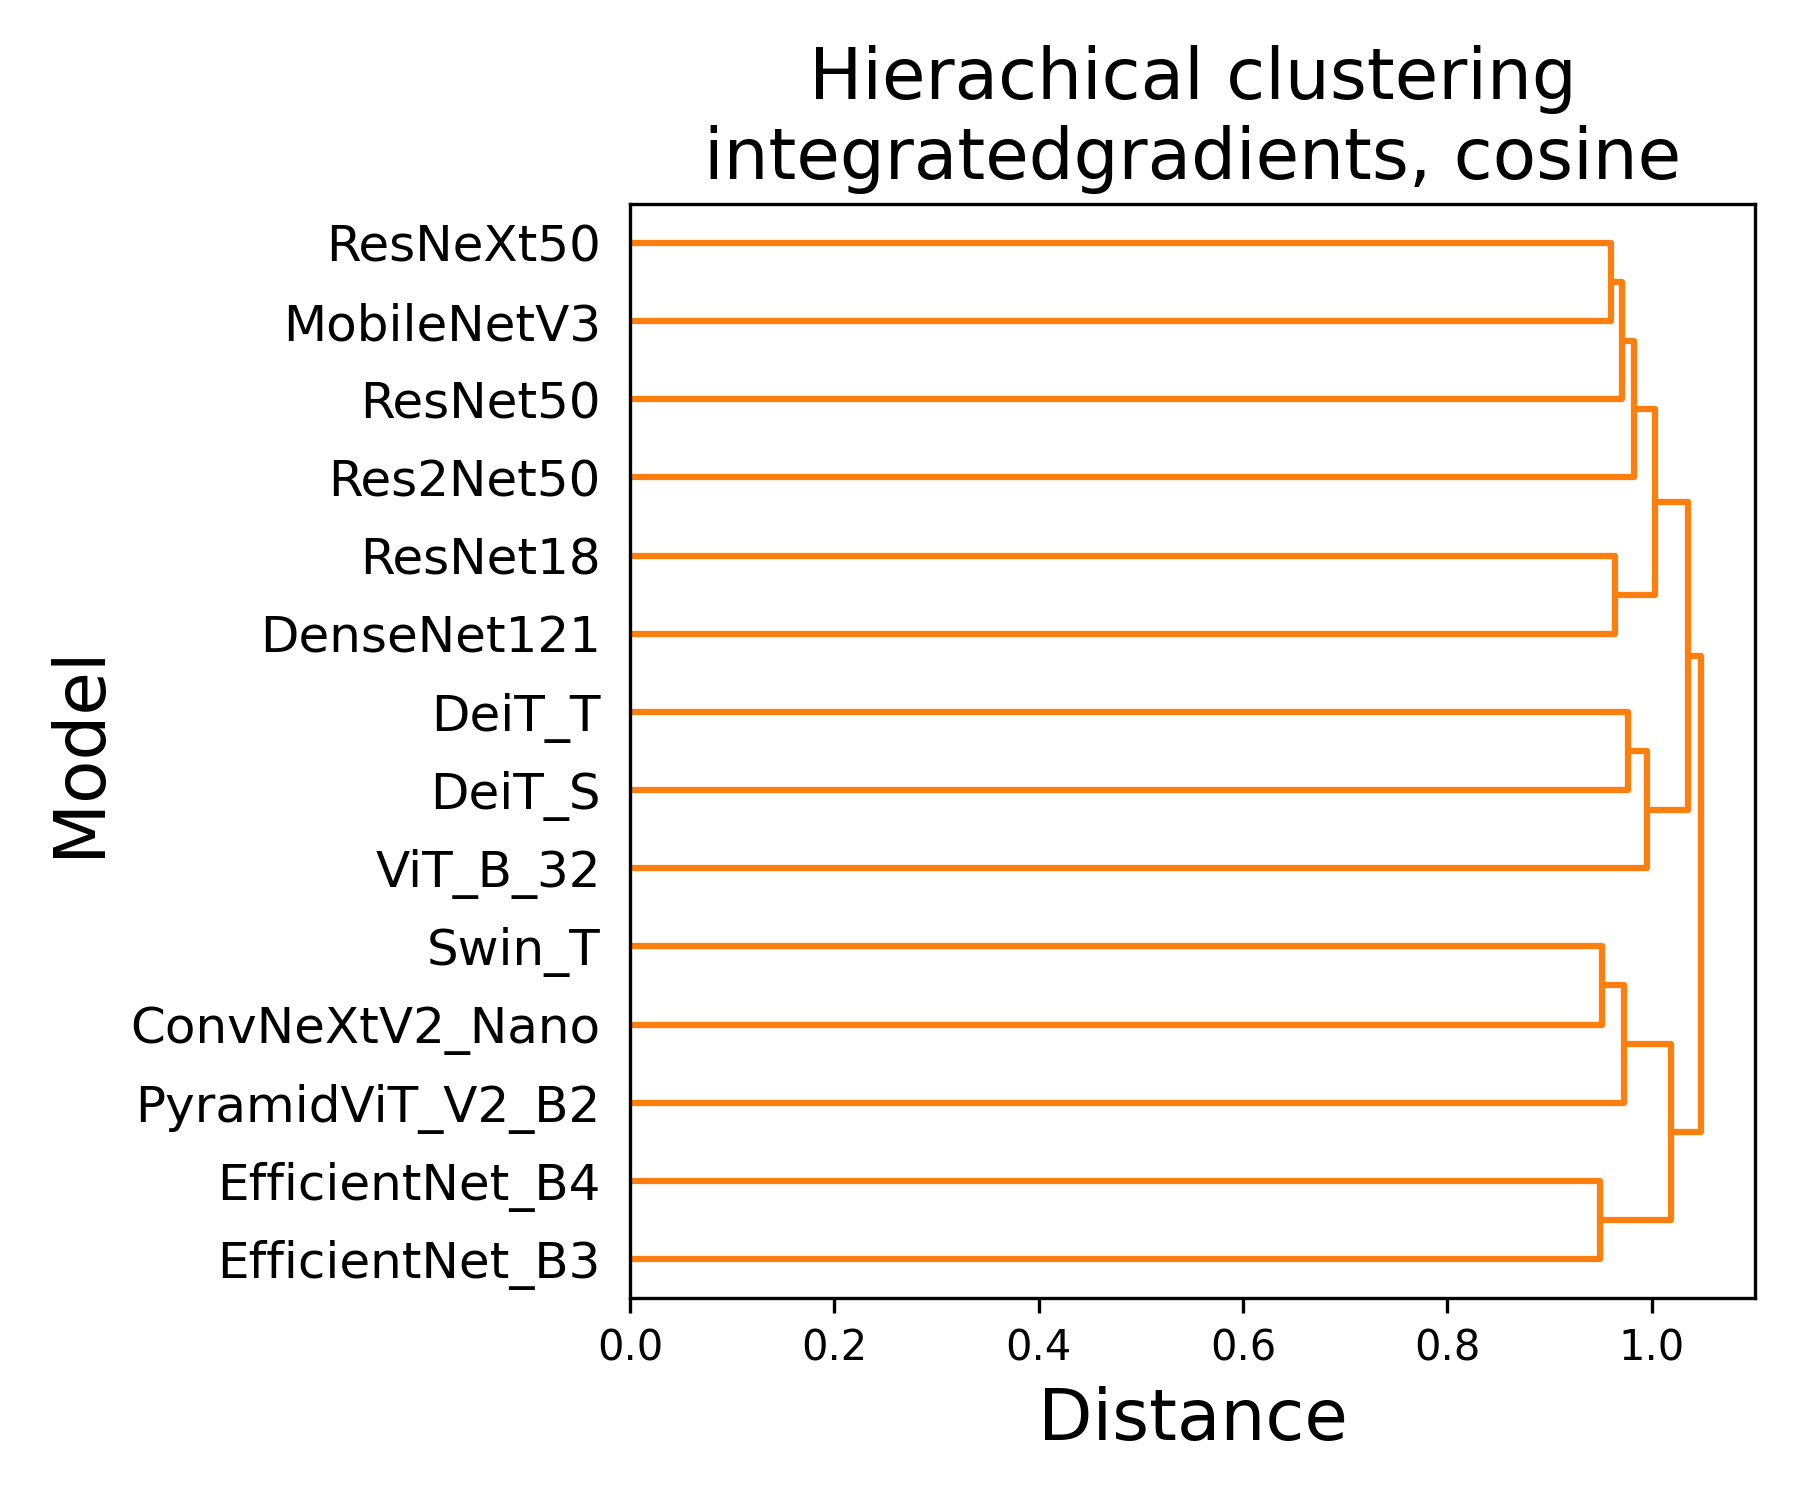 Hierachical clustering
integratedgradients, cosine
ResNeXt50
MobileNetV3
ResNet50
Res2Net50
ResNet18
DenseNet121
DeiT_T
DeiT_S
ViT_B_32
Swin_T
ConvNeXtV2_Nano
PyramidViT_V2_B2
EfficientNet_B4
EfficientNet_B3
Model
0.0 0.2 0.4 0.6 0.8 1.0
Distance